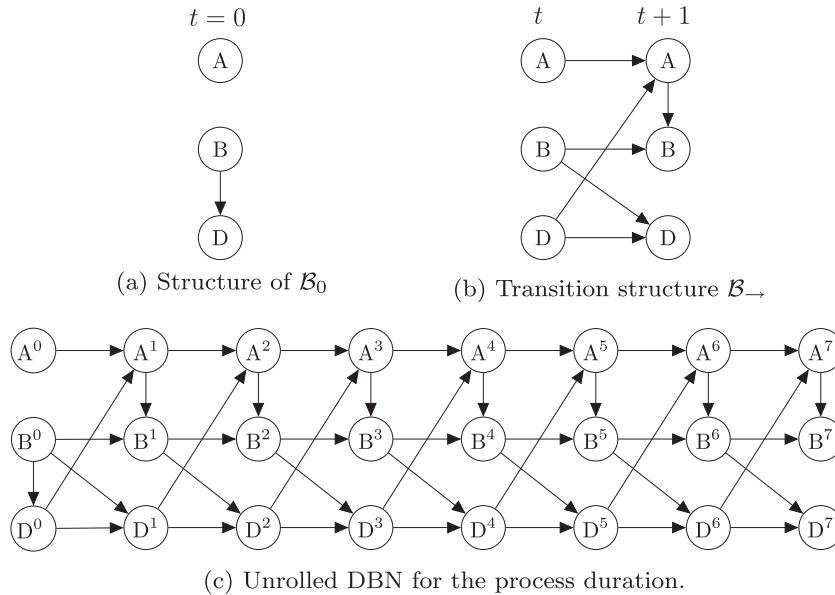 t = 0
t
t + 1
A
A
A
B
B
B
D
D
D
(a) Structure of ℬ₀
(b) Transition structure ℬ→
A⁰ A¹ A² A³ A⁴ A⁵ A⁶ A⁷
B⁰ B¹ B² B³ B⁴ B⁵ B⁶ B⁷
D⁰ D¹ D² D³ D⁴ D⁵ D⁶ D⁷
(c) Unrolled DBN for the process duration.